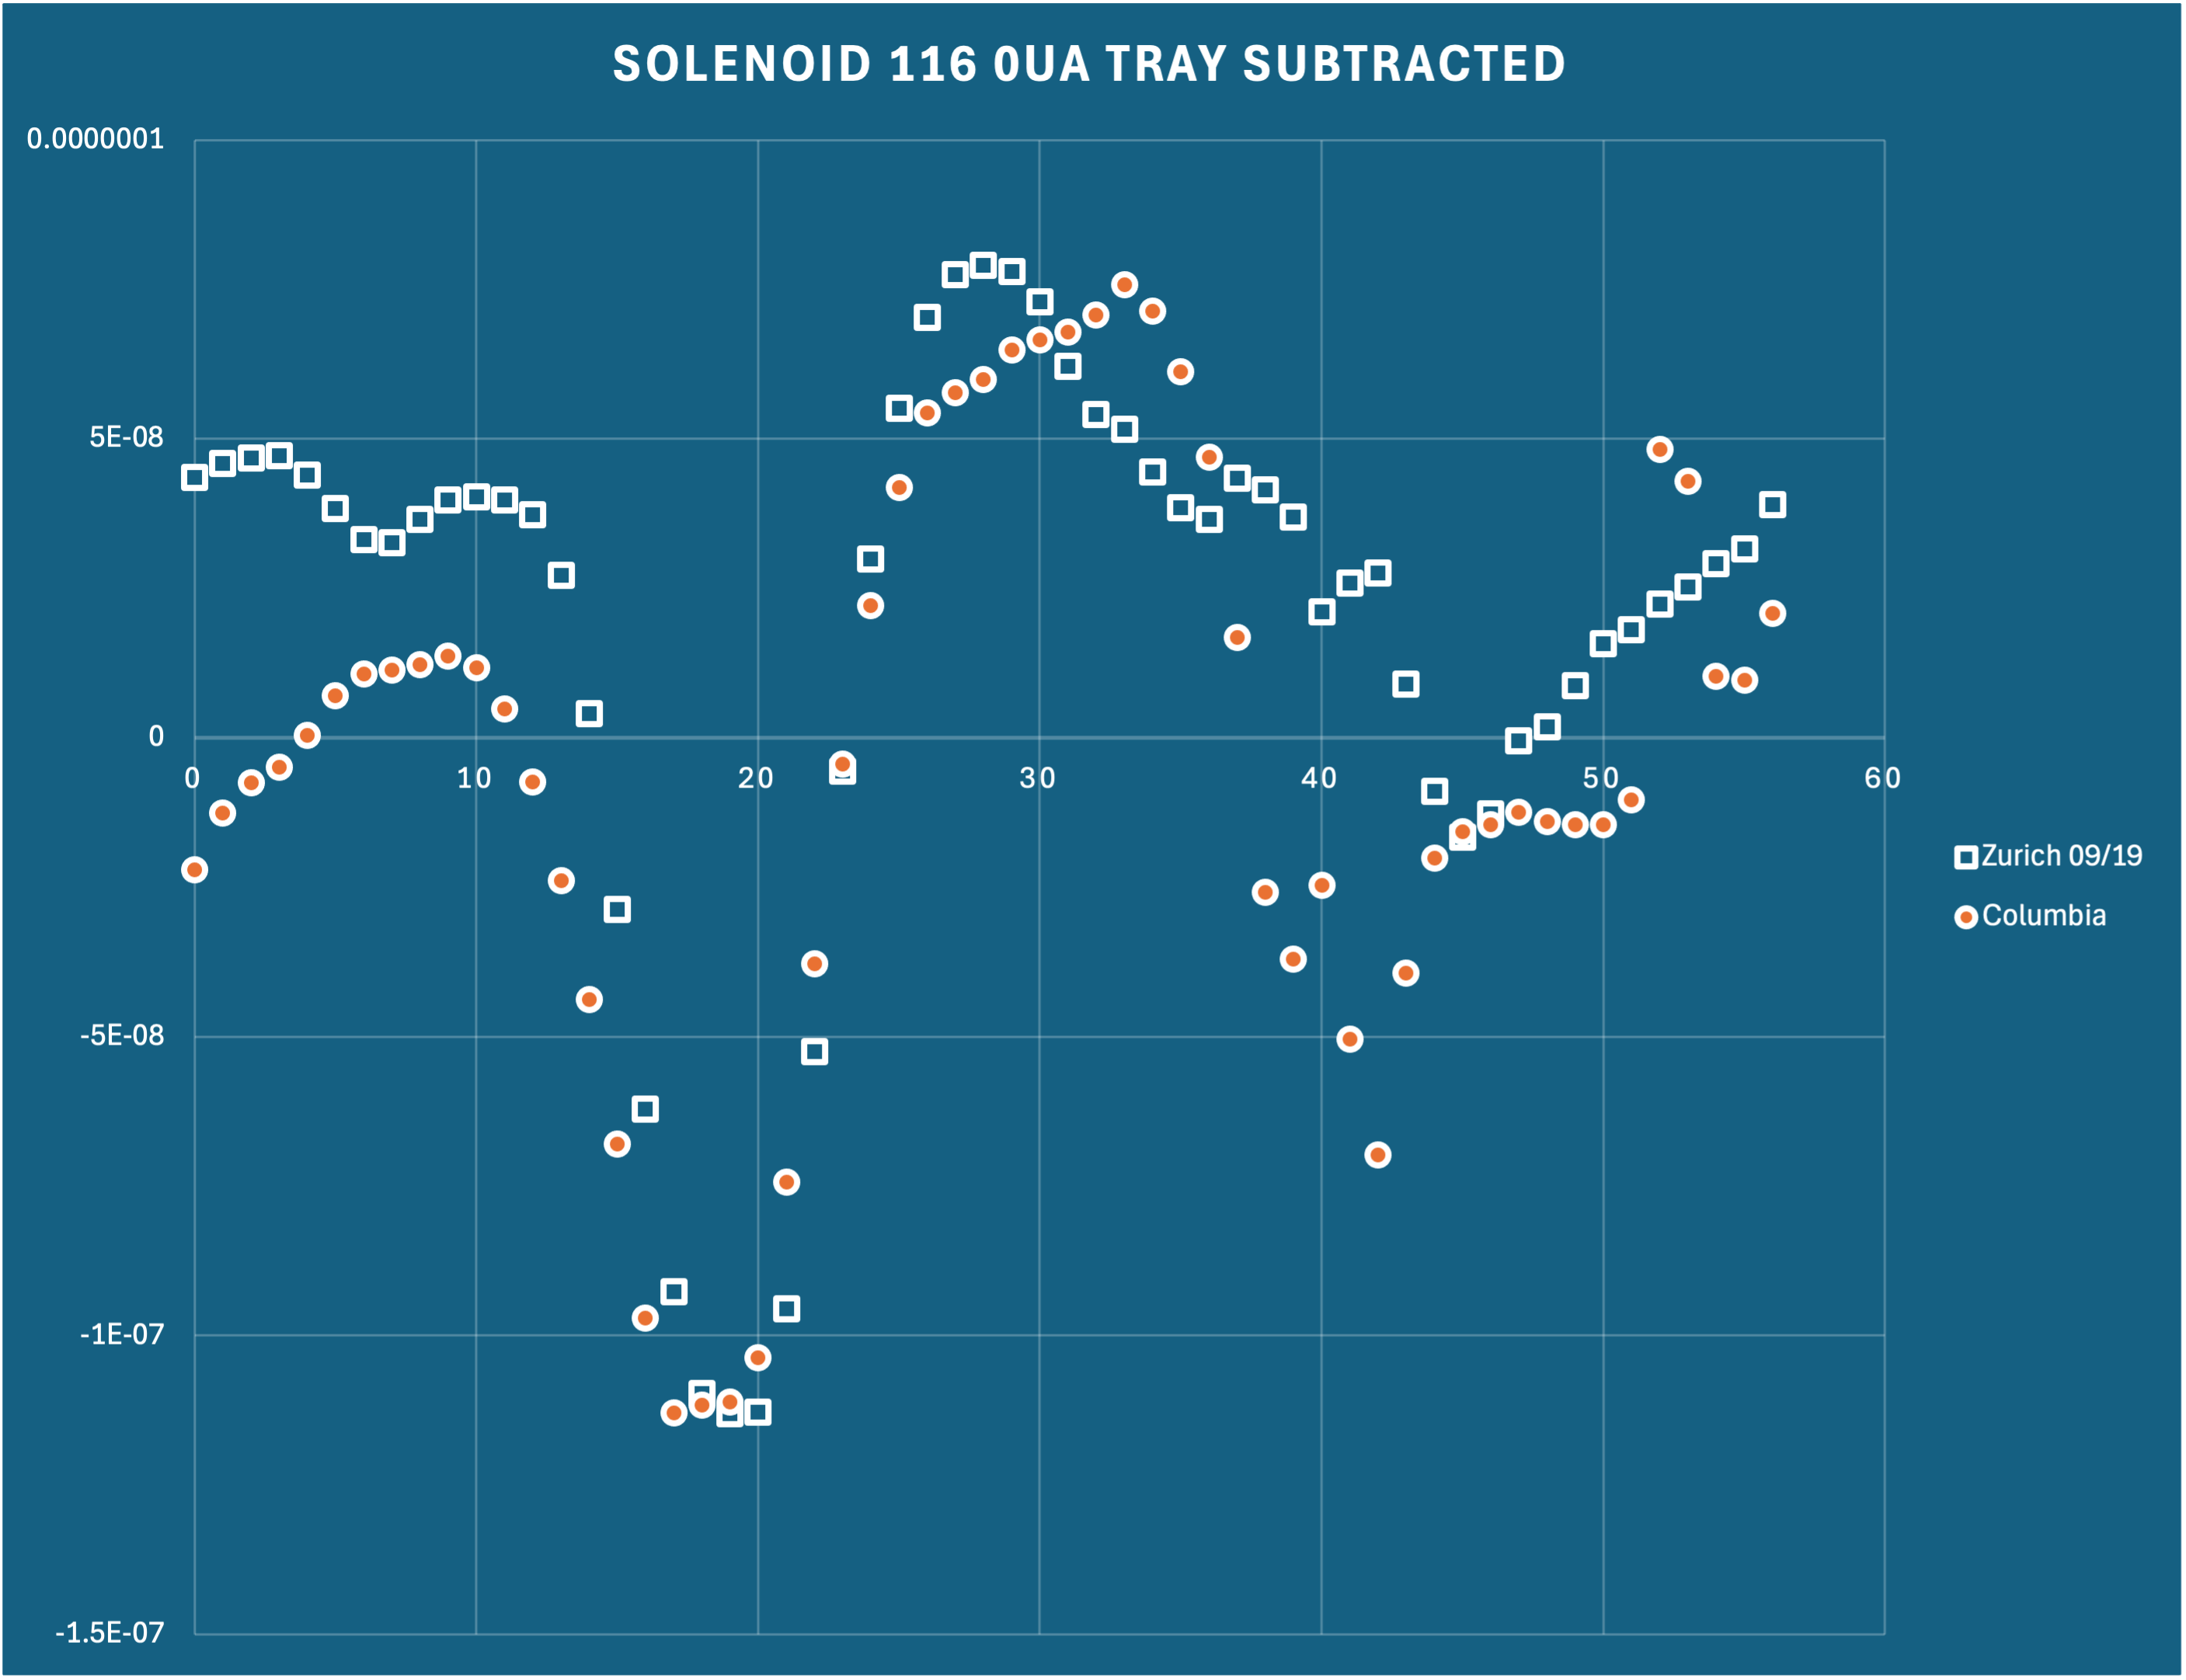 SOLENOID 116 0UA TRAY SUBTRACTED
0.0000001
5E-08
0
0 10 20 30 40 50 60
Zurich 09/19
Columbia
-5E-08
-1E-07
-1.5E-07